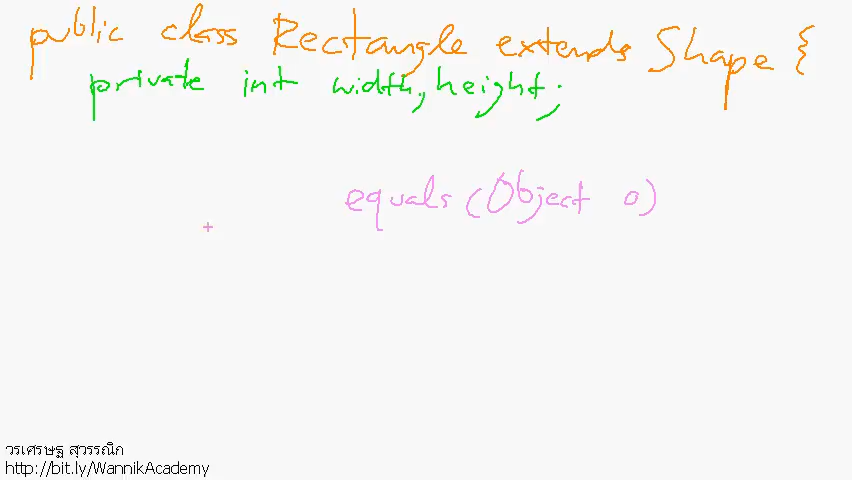 public class Rectangle extends Shape {
private int width, height;
equals (Object o)
วรเศรษฐ สุวรรณิก
http://bit.ly/WannikAcademy